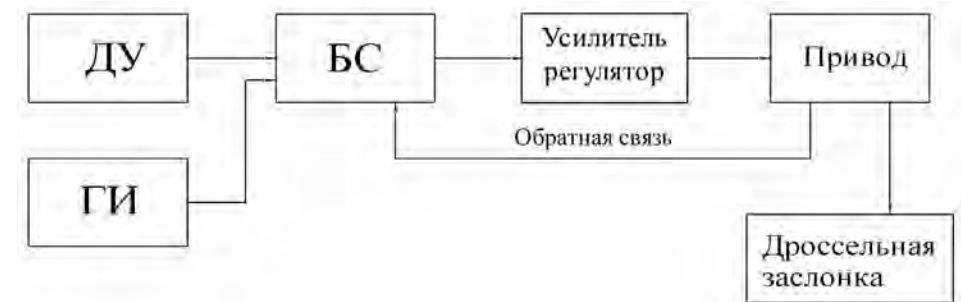 ДУ
БС
Усилитель
регулятор
Привод
Обратная связь
ГИ
Дроссельная
заслонка